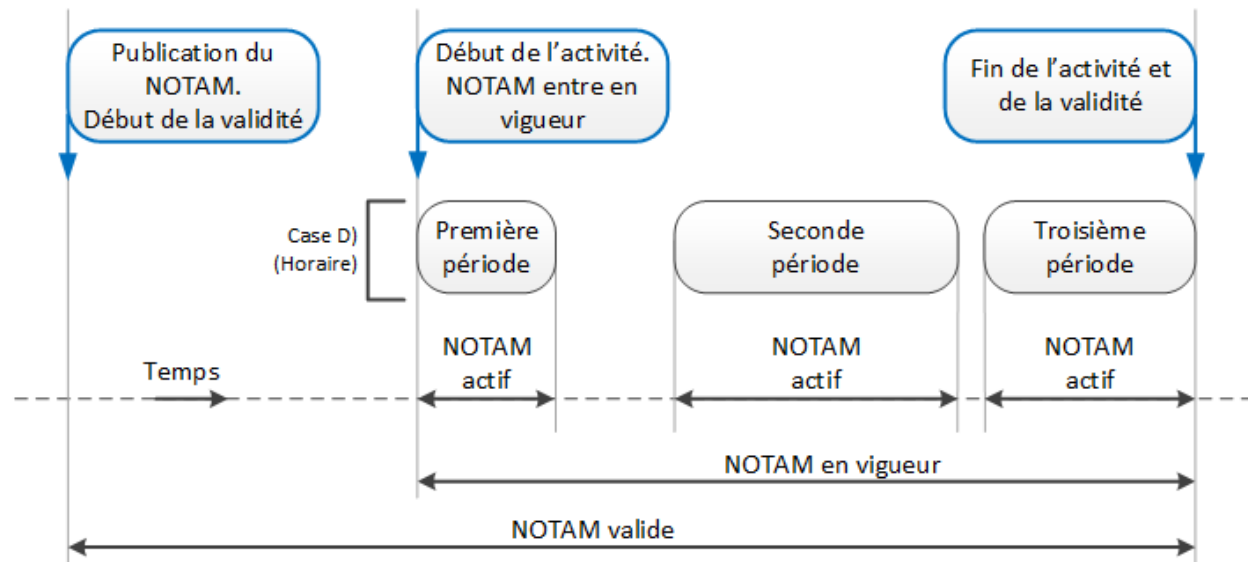 Publication du
NOTAM.
Début de la validité
Début de l’activité.
NOTAM entre en
vigueur
Fin de l’activité et
de la validité
Case D)
(Horaire)
Première
période
Seconde
période
Troisième
période
Temps
NOTAM
actif
NOTAM
actif
NOTAM
actif
NOTAM en vigueur
NOTAM valide